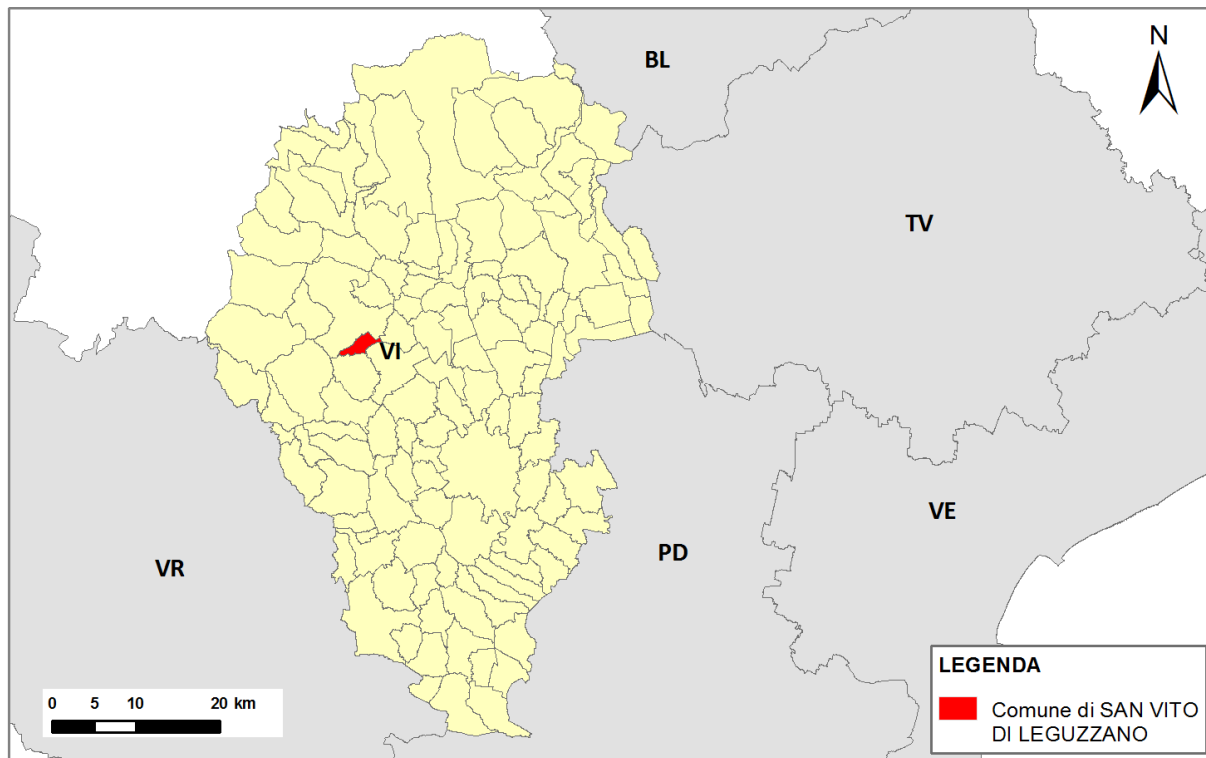 BL
N
TV
VI
VE
VR
PD
0 5 10 20 km
LEGENDA
Comune di SAN VITO
DI LEGUZZANO